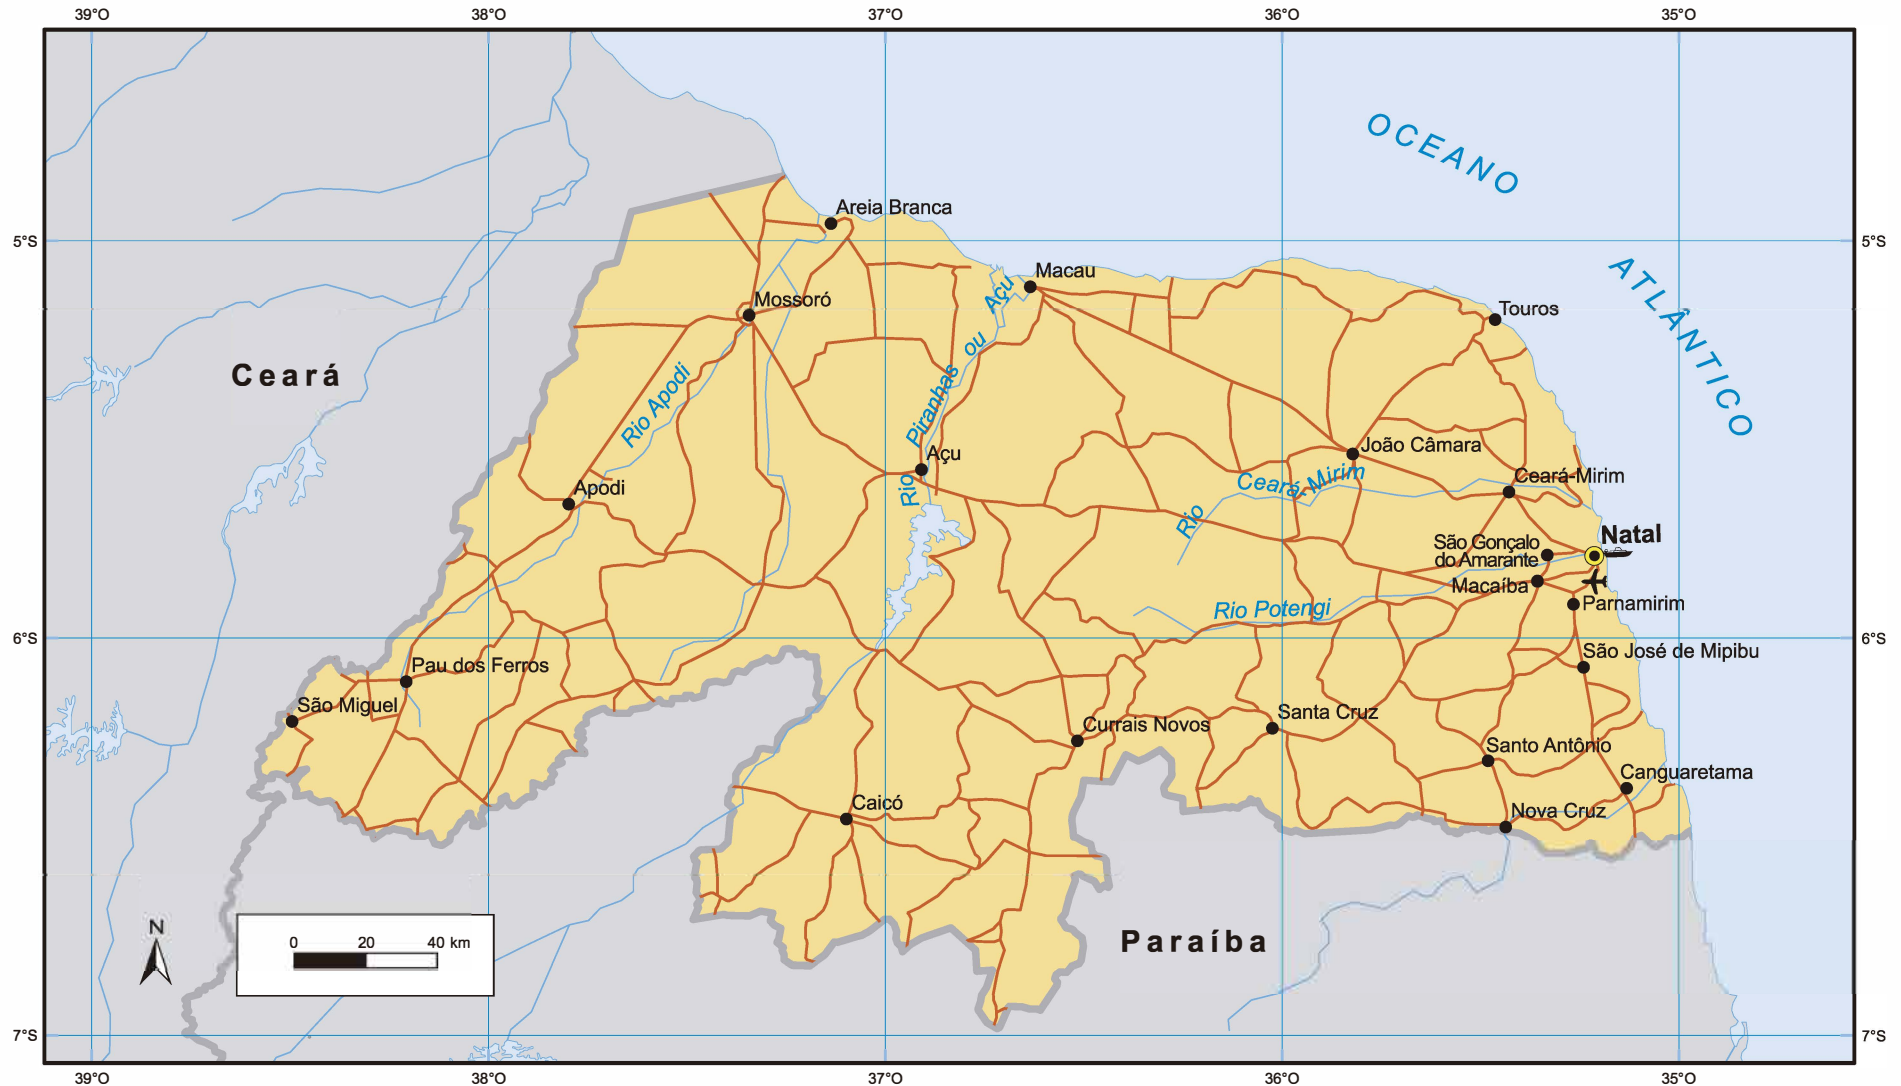 39°O 38°O 37°O 36°O 35°O
OCEANO
ATLÂNTICO
Areia Branca
5°S 5°S
Macau
Mossoró
Açu
Touros
Ceará
Rio Apodi
Rio Piranhas ou
João Câmara
Açu
Ceará-Mirim
Rio Ceará-Mirim
Apodi
Natal
São Gonçalo
do Amarante
Macaíba
Parnamirim
Rio Potengi
6°S 6°S
São José de Mipibu
Pau dos Ferros
São Miguel
Santa Cruz
Currais Novos
Santo Antônio
Canguaretama
Caicó
Nova Cruz
N
0 20 40 km
Paraíba
7°S 7°S
39°O 38°O 37°O 36°O 35°O